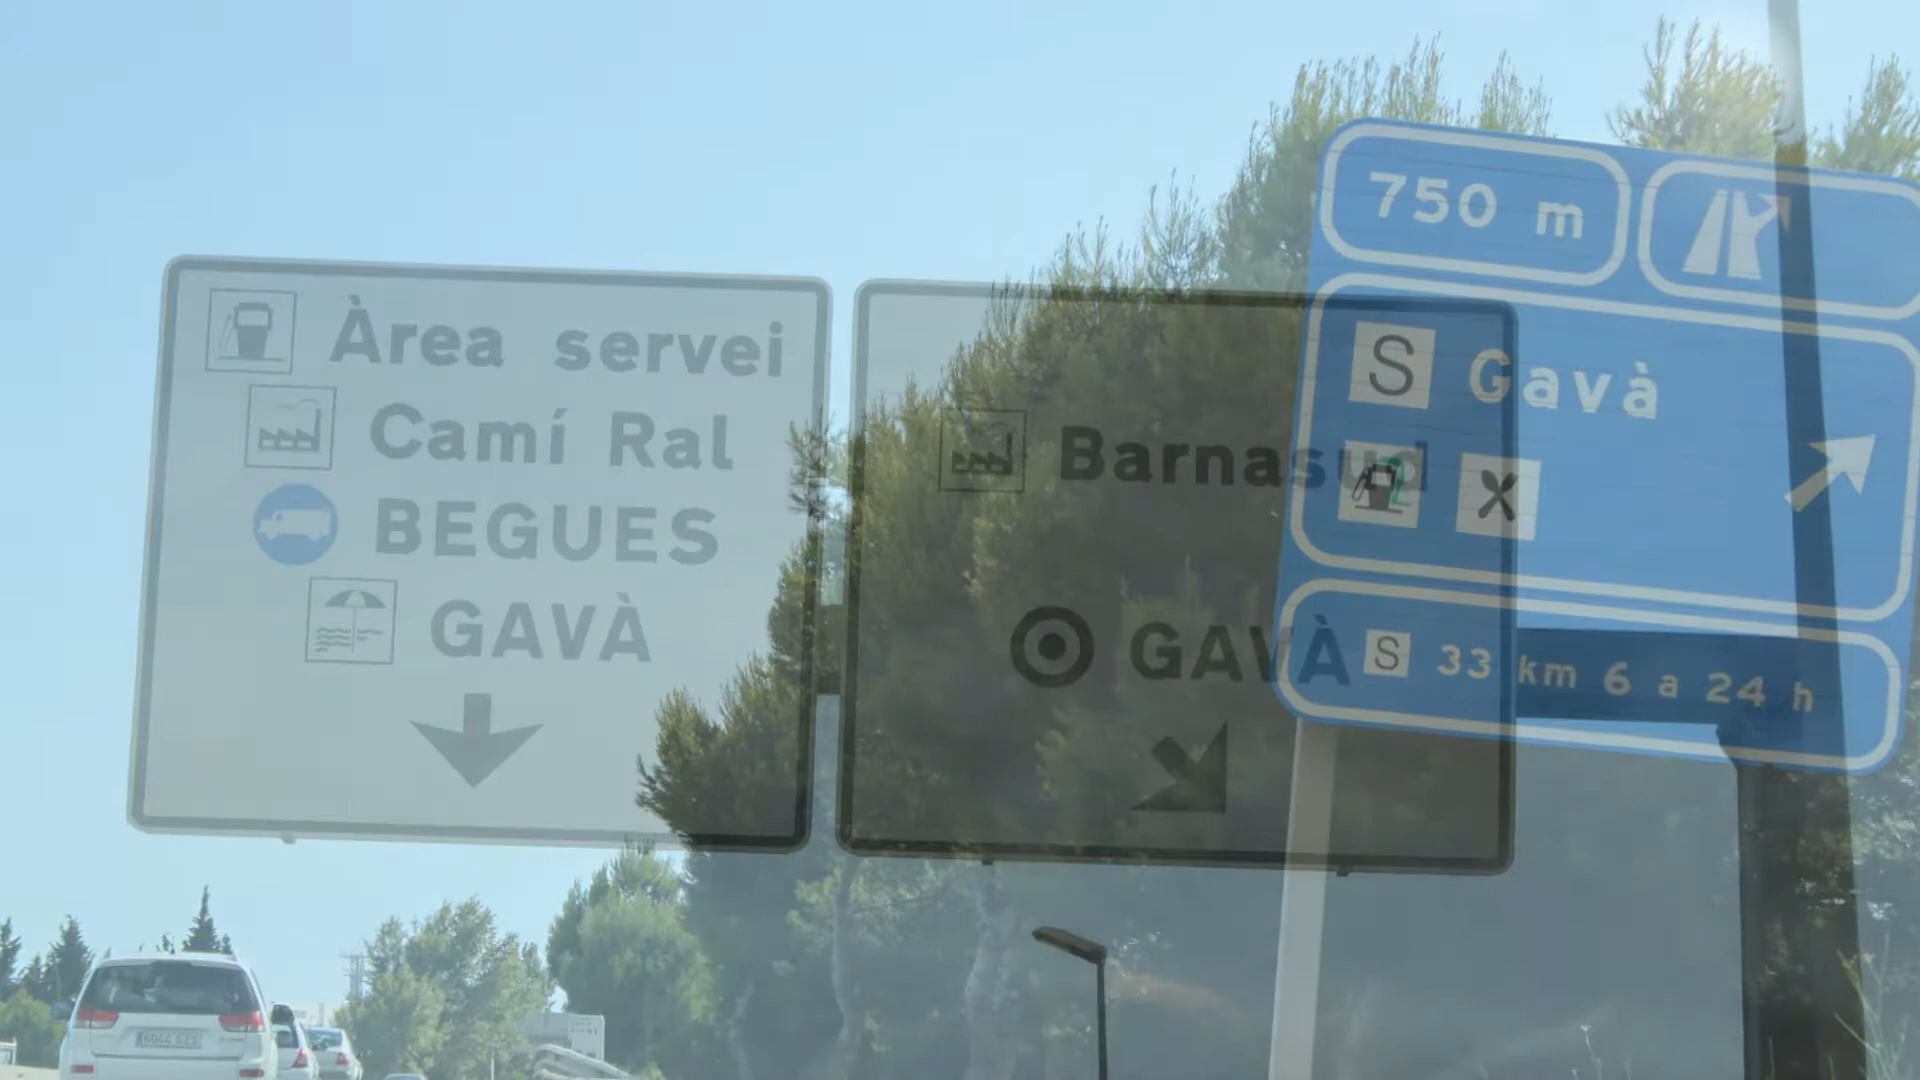 Àrea servei
Camí Ral
BEGUES
GAVÀ
Barnasud
GAVÀ
750 m
S Gavà
S 33 km 6 a 24 h